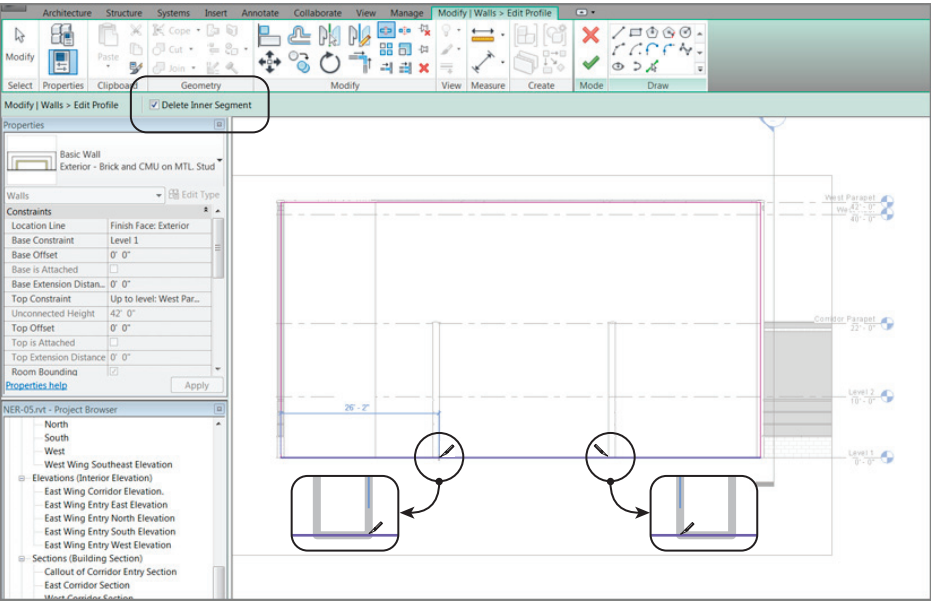 Architecture Structure Systems Insert Annotate Collaborate View Manage Modify | Walls > Edit Profile
Modify
Paste
Cope
Cut
Join
Select Properties Clipboard Geometry Modify View Measure Create Mode Draw
Modify | Walls > Edit Profile Delete Inner Segment
Properties
Basic Wall
Exterior - Brick and CMU on MTL. Stud
Walls Edit Type
Constraints
Location Line Finish Face: Exterior
Base Constraint Level 1
Base Offset 0' 0"
Base is Attached
Base Extension Distan... 0' 0"
Top Constraint Up to level: West Par...
Unconnected Height 42' 0"
Top Offset 0' 0"
Top is Attached
Top Extension Distance 0' 0"
Room Bounding
Properties help Apply
NER-05.rvt - Project Browser
North
South
West
West Wing Southeast Elevation
Elevations (Interior Elevation)
East Wing Corridor Elevation.
East Wing Entry East Elevation
East Wing Entry North Elevation
East Wing Entry South Elevation
East Wing Entry West Elevation
Sections (Building Section)
Callout of Corridor Entry Section
East Corridor Section
West Corridor Section
26' - 2"
West Parapet
42' - 0"
40' - 0"
Corridor Parapet
22' - 0"
Level 2
10' - 0"
Level 1
0' - 0"